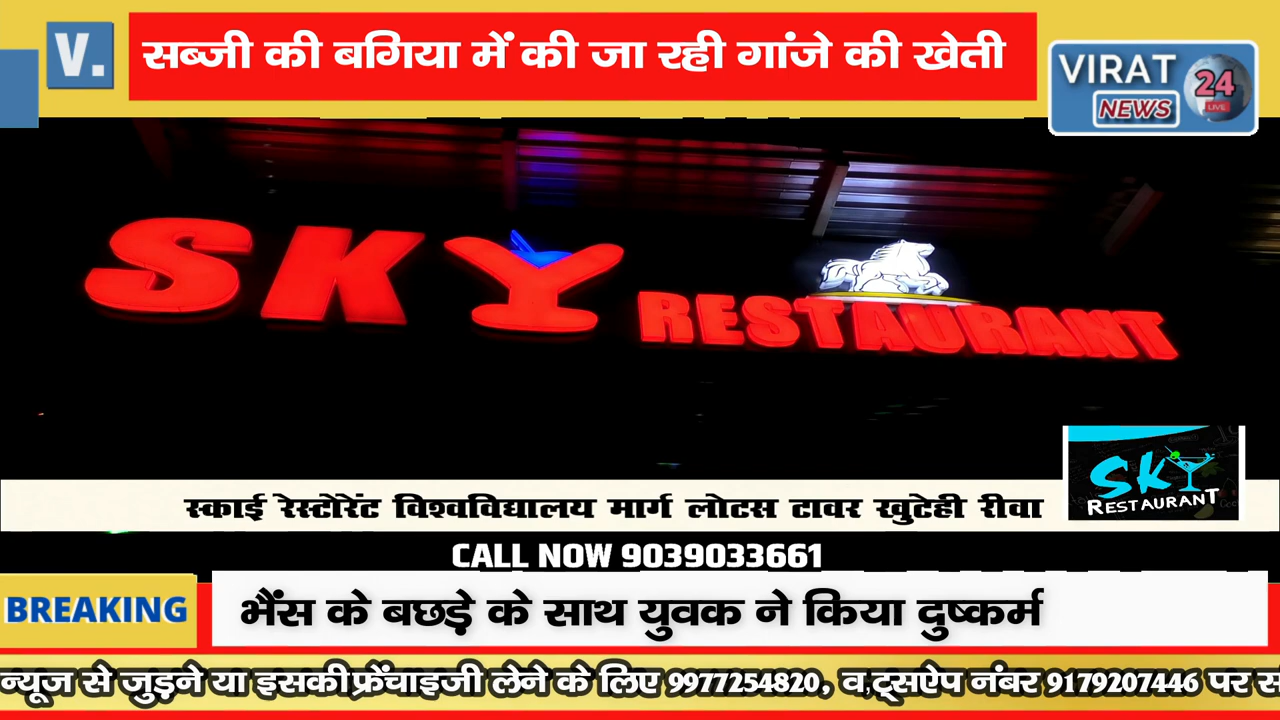 V.
सब्जी की बगिया में की जा रही गांजे की खेती
VIRAT
24
LIVE
NEWS
SKY
RESTAURANT
SKY
RESTAURANT
स्काई रेस्टोरेंट विश्वविद्यालय मार्ग लोटस टावर खुटेही रीवा
CALL NOW 9039033661
BREAKING
भैंस के बछड़े के साथ युवक ने किया दुष्कर्म
न्यूज से जुड़ने या इसकी फ्रेंचाइजी लेने के लिए 9977254820, व्हट्सऐप नंबर 9179207446 पर